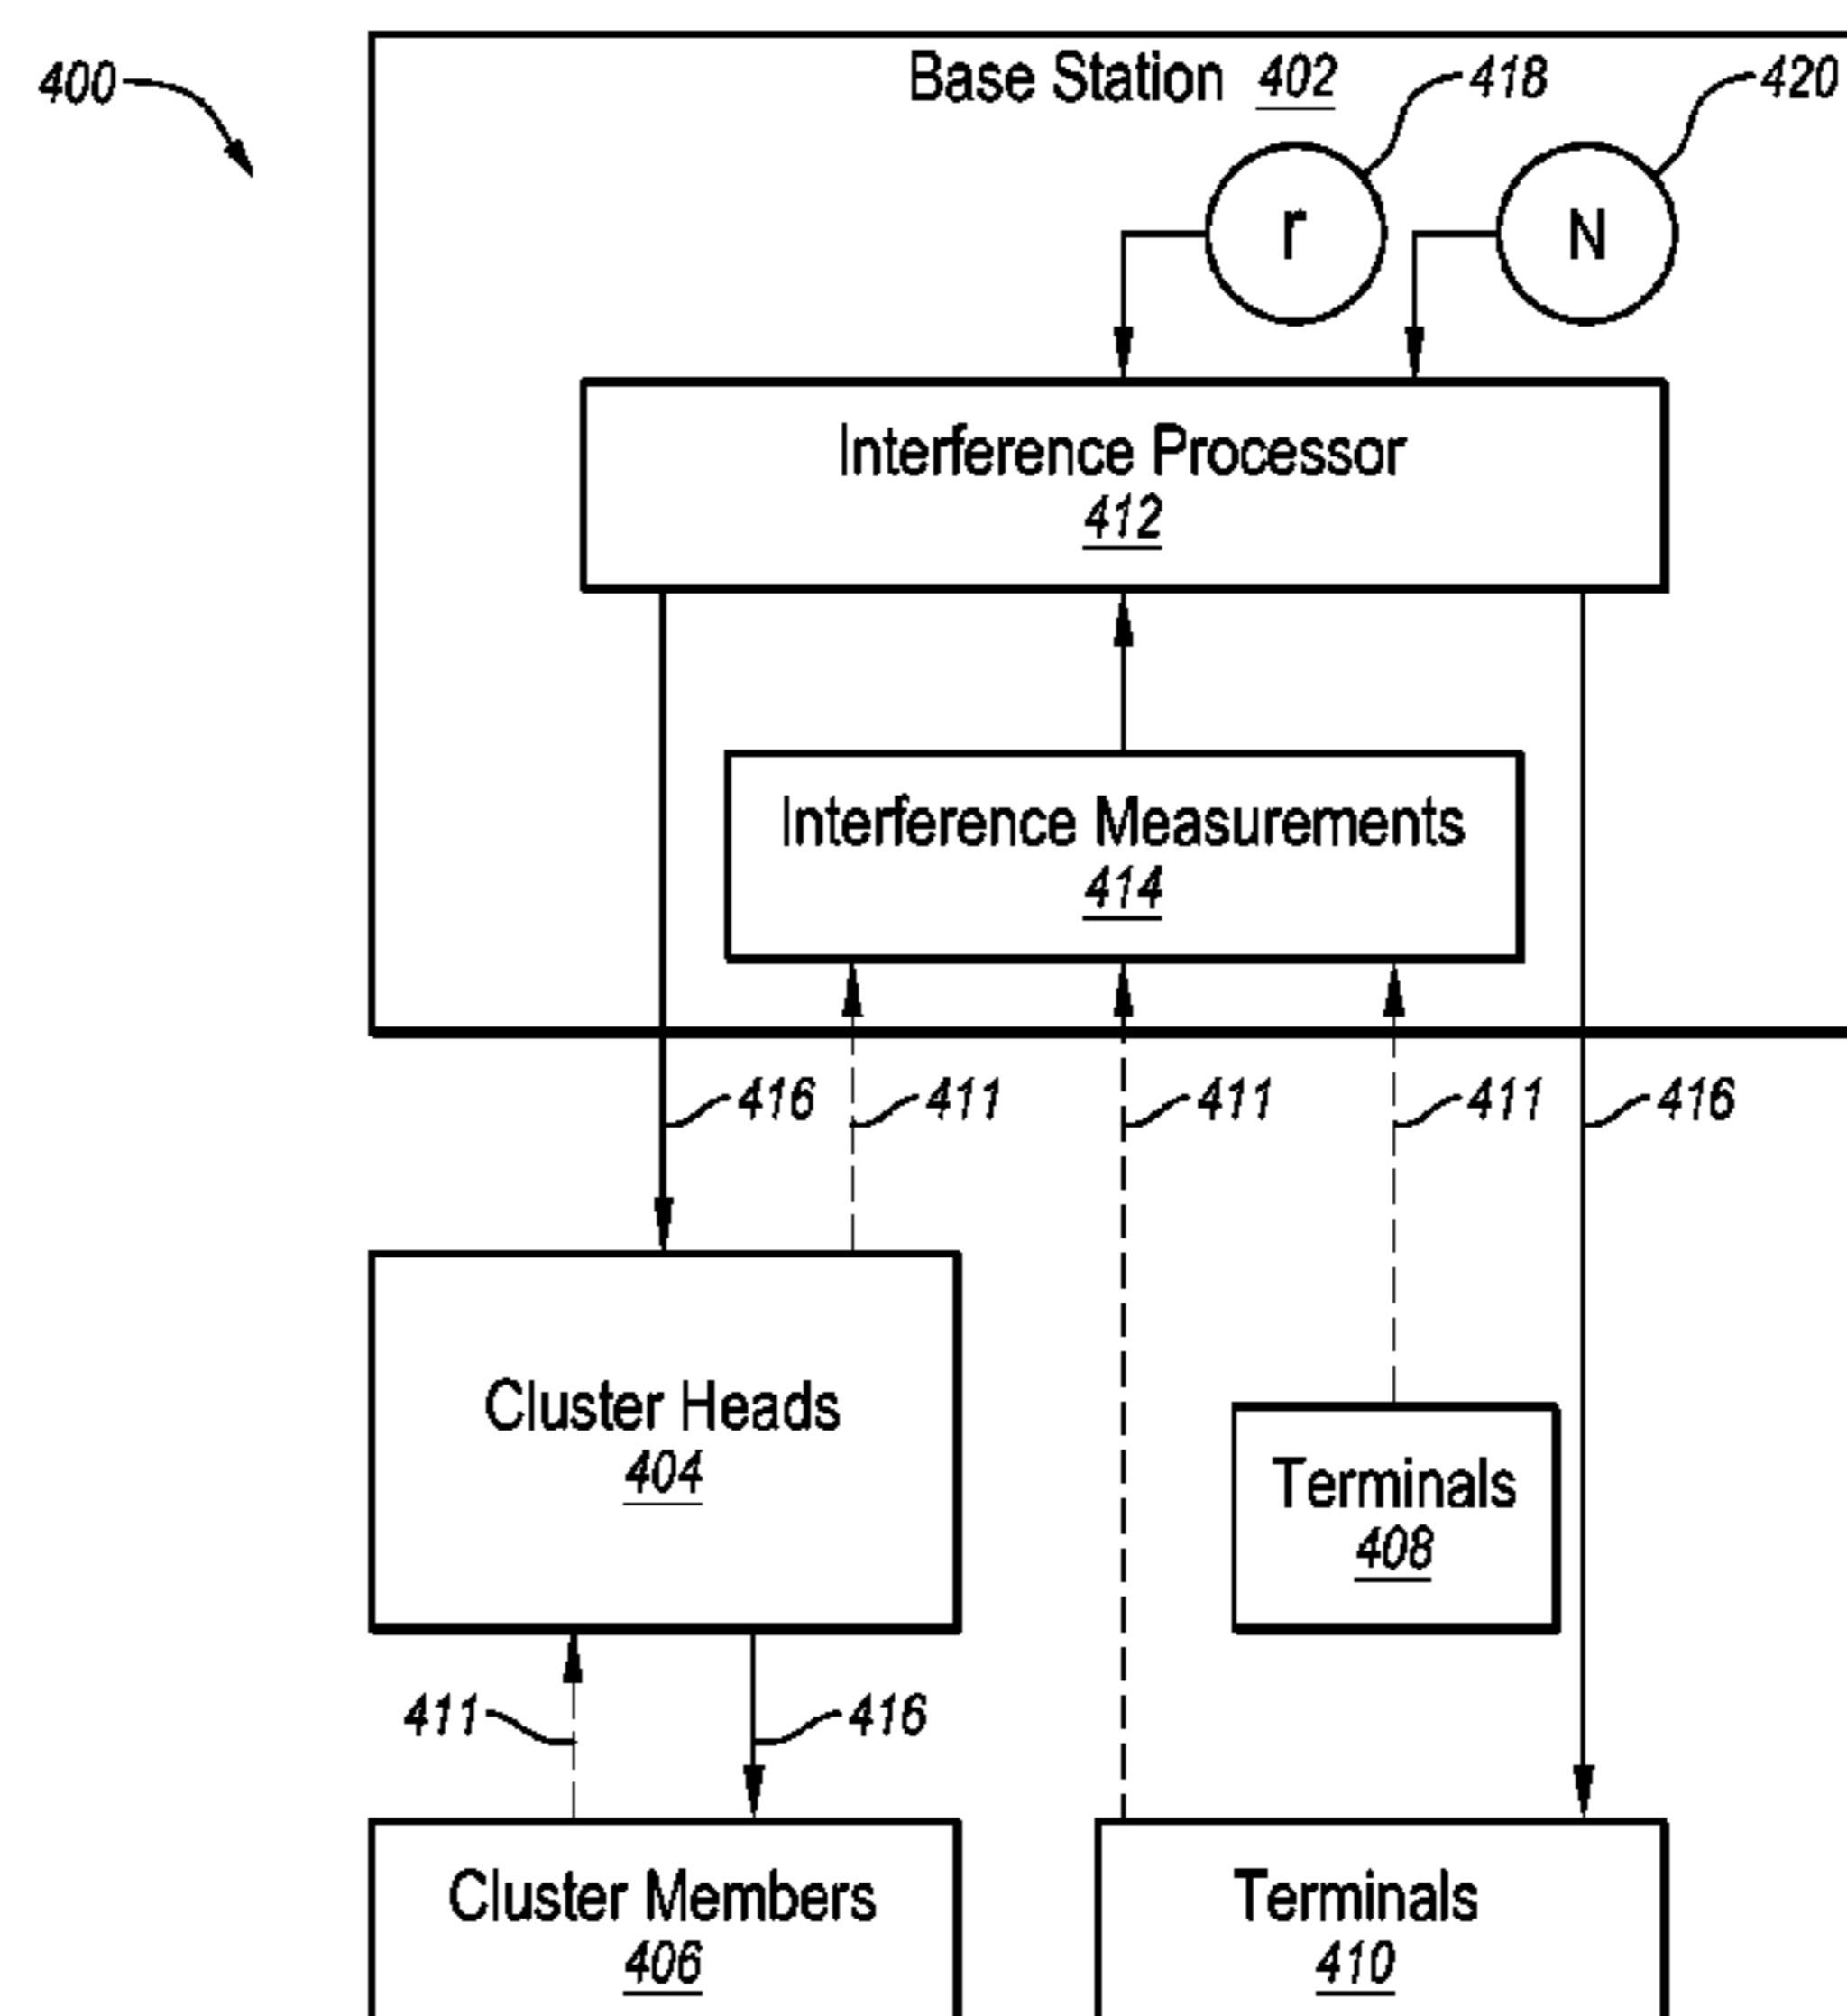 400
Base Station 402
418
420
r
N
Interference Processor
412
Interference Measurements
414
416
411
411
411
416
Cluster Heads
404
Terminals
408
411
416
Cluster Members
406
Terminals
410